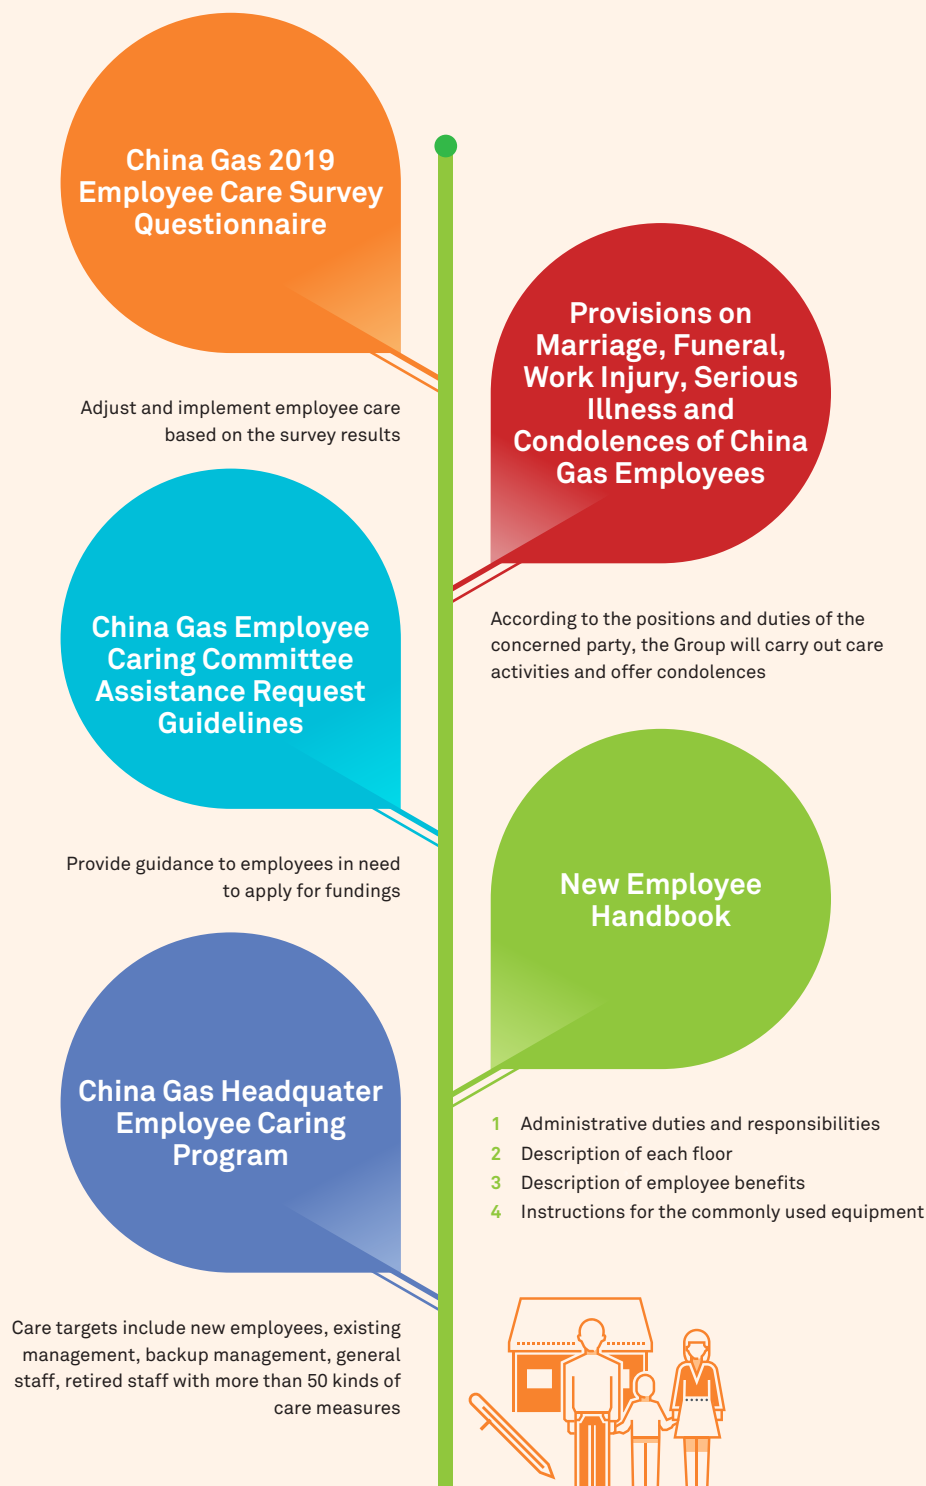 China Gas 2019
Employee Care Survey
Questionnaire
Adjust and implement employee care
based on the survey results
Provisions on
Marriage, Funeral,
Work Injury, Serious
Illness and
Condolences of China
Gas Employees
According to the positions and duties of the
concerned party, the Group will carry out care
activities and offer condolences
China Gas Employee
Caring Committee
Assistance Request
Guidelines
Provide guidance to employees in need
to apply for fundings
New Employee
Handbook
1 Administrative duties and responsibilities
2 Description of each floor
3 Description of employee benefits
4 Instructions for the commonly used equipment
China Gas Headquater
Employee Caring
Program
Care targets include new employees, existing
management, backup management, general
staff, retired staff with more than 50 kinds of
care measures